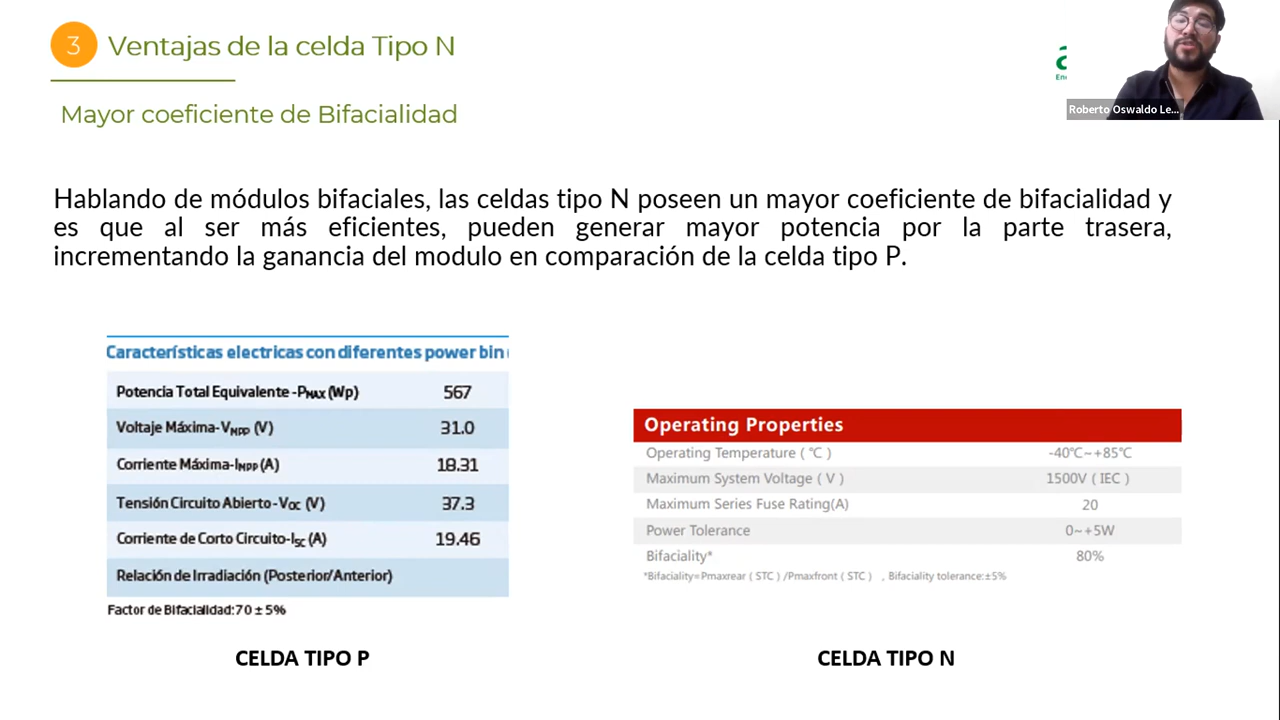 3 Ventajas de la celda Tipo N
Mayor coeficiente de Bifacialidad
Roberto Oswaldo Le...
Hablando de módulos bifaciales, las celdas tipo N poseen un mayor coeficiente de bifacialidad y
es que al ser más eficientes, pueden generar mayor potencia por la parte trasera,
incrementando la ganancia del modulo en comparación de la celda tipo P.
Características electricas con diferentes power bin
Potencia Total Equivalente -PMAX (Wp) 567
Voltaje Máxima-VMPP (V) 31.0
Corriente Máxima-IMPP (A) 18.31
Tensión Circuito Abierto-VOC (V) 37.3
Corriente de Corto Circuito-ISC (A) 19.46
Relación de Irradiación (Posterior/Anterior)
Factor de Bifacialidad:70 ± 5%
CELDA TIPO P
Operating Properties
Operating Temperature ( ℃ ) -40℃~+85℃
Maximum System Voltage ( V ) 1500V ( IEC )
Maximum Series Fuse Rating(A) 20
Power Tolerance 0~+5W
Bifaciality* 80%
*Bifaciality=Pmaxrear ( STC ) /Pmaxfront ( STC ) , Bifaciality tolerance:±5%
CELDA TIPO N